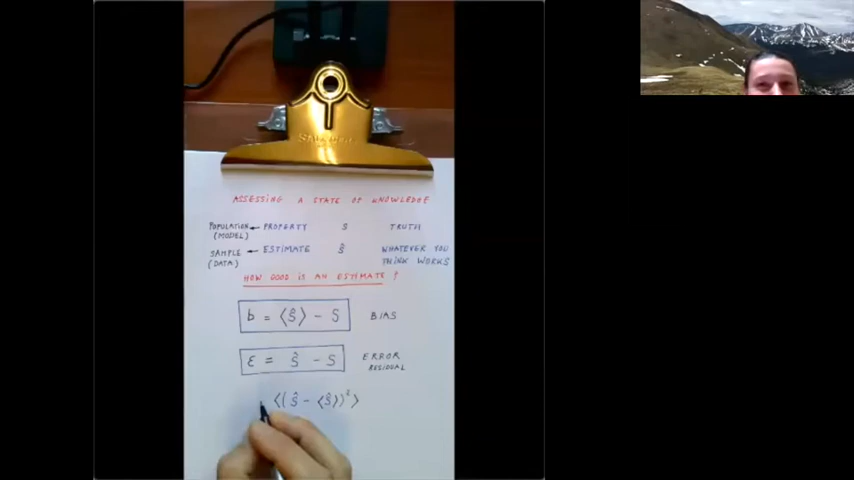 ASSESSING A STATE OF KNOWLEDGE
POPULATION ← PROPERTY S TRUTH
(MODEL)
SAMPLE ← ESTIMATE Ŝ WHATEVER YOU
(DATA) THINK WORKS
HOW GOOD IS AN ESTIMATE ?
b = ⟨Ŝ⟩ - S BIAS
ε = Ŝ - S ERROR
RESIDUAL
⟨(Ŝ - ⟨Ŝ⟩)²⟩